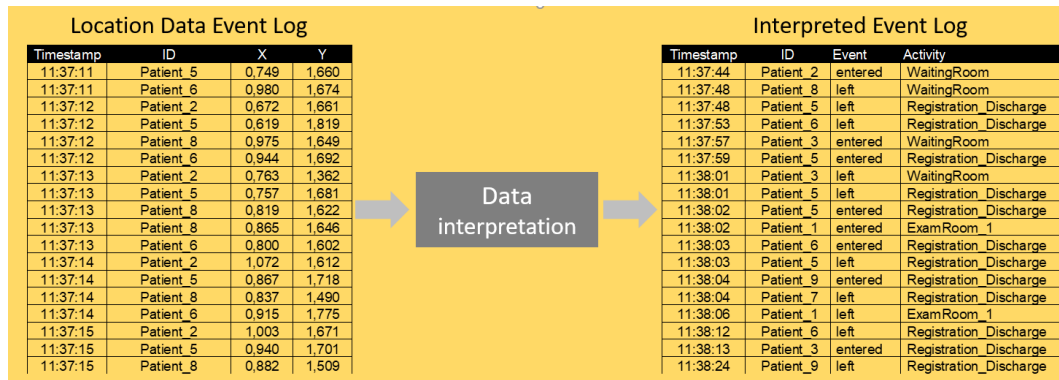 Location Data Event Log
Timestamp ID X Y
11:37:11 Patient_5 0,749 1,660
11:37:11 Patient_6 0,980 1,674
11:37:12 Patient_2 0,672 1,661
11:37:12 Patient_5 0,619 1,819
11:37:12 Patient_8 0,975 1,649
11:37:12 Patient_6 0,944 1,692
11:37:13 Patient_2 0,763 1,362
11:37:13 Patient_5 0,757 1,681
11:37:13 Patient_8 0,819 1,622
11:37:13 Patient_8 0,865 1,646
11:37:13 Patient_6 0,800 1,602
11:37:14 Patient_2 1,072 1,612
11:37:14 Patient_5 0,867 1,718
11:37:14 Patient_8 0,837 1,490
11:37:14 Patient_6 0,915 1,775
11:37:15 Patient_2 1,003 1,671
11:37:15 Patient_5 0,940 1,701
11:37:15 Patient_8 0,882 1,509
Data
interpretation
Interpreted Event Log
Timestamp ID Event Activity
11:37:44 Patient_2 entered WaitingRoom
11:37:48 Patient_8 left WaitingRoom
11:37:48 Patient_5 left Registration_Discharge
11:37:53 Patient_6 left Registration_Discharge
11:37:57 Patient_3 entered WaitingRoom
11:37:59 Patient_5 entered Registration_Discharge
11:38:01 Patient_3 left WaitingRoom
11:38:01 Patient_5 left Registration_Discharge
11:38:02 Patient_5 entered Registration_Discharge
11:38:02 Patient_1 entered ExamRoom_1
11:38:03 Patient_6 entered Registration_Discharge
11:38:03 Patient_5 left Registration_Discharge
11:38:04 Patient_9 entered Registration_Discharge
11:38:04 Patient_7 left Registration_Discharge
11:38:06 Patient_1 left ExamRoom_1
11:38:12 Patient_6 left Registration_Discharge
11:38:13 Patient_3 entered Registration_Discharge
11:38:24 Patient_9 left Registration_Discharge